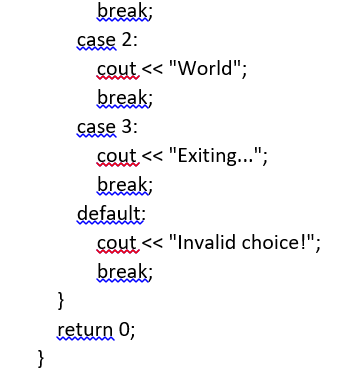 break;
case 2:
cout << "World";
break;
case 3:
cout << "Exiting...";
break;
default:
cout << "Invalid choice!";
break;
}
return 0;
}